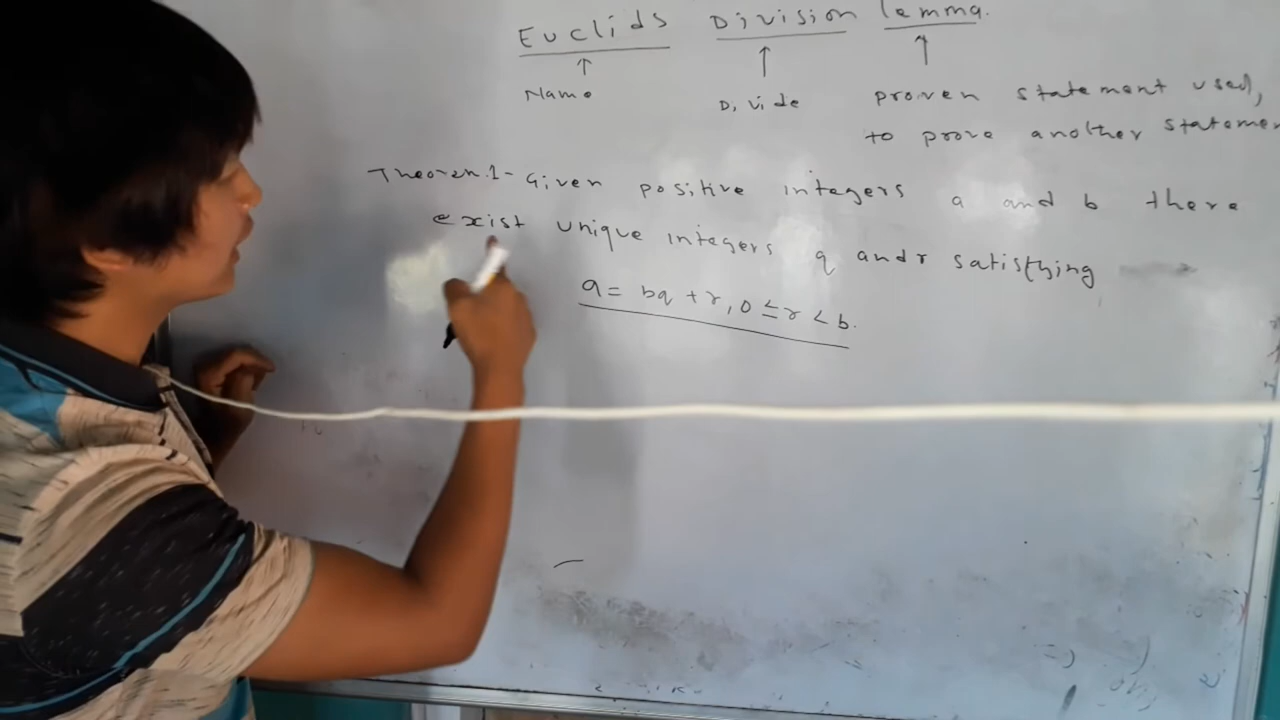 Euclids Division lemma.
Name Divide proven statement used,
to prove another statemen
Theorem.1- Given positive integers a and b there
exist unique integers q and r satisfying
a = bq + r, 0 ≤ r < b.